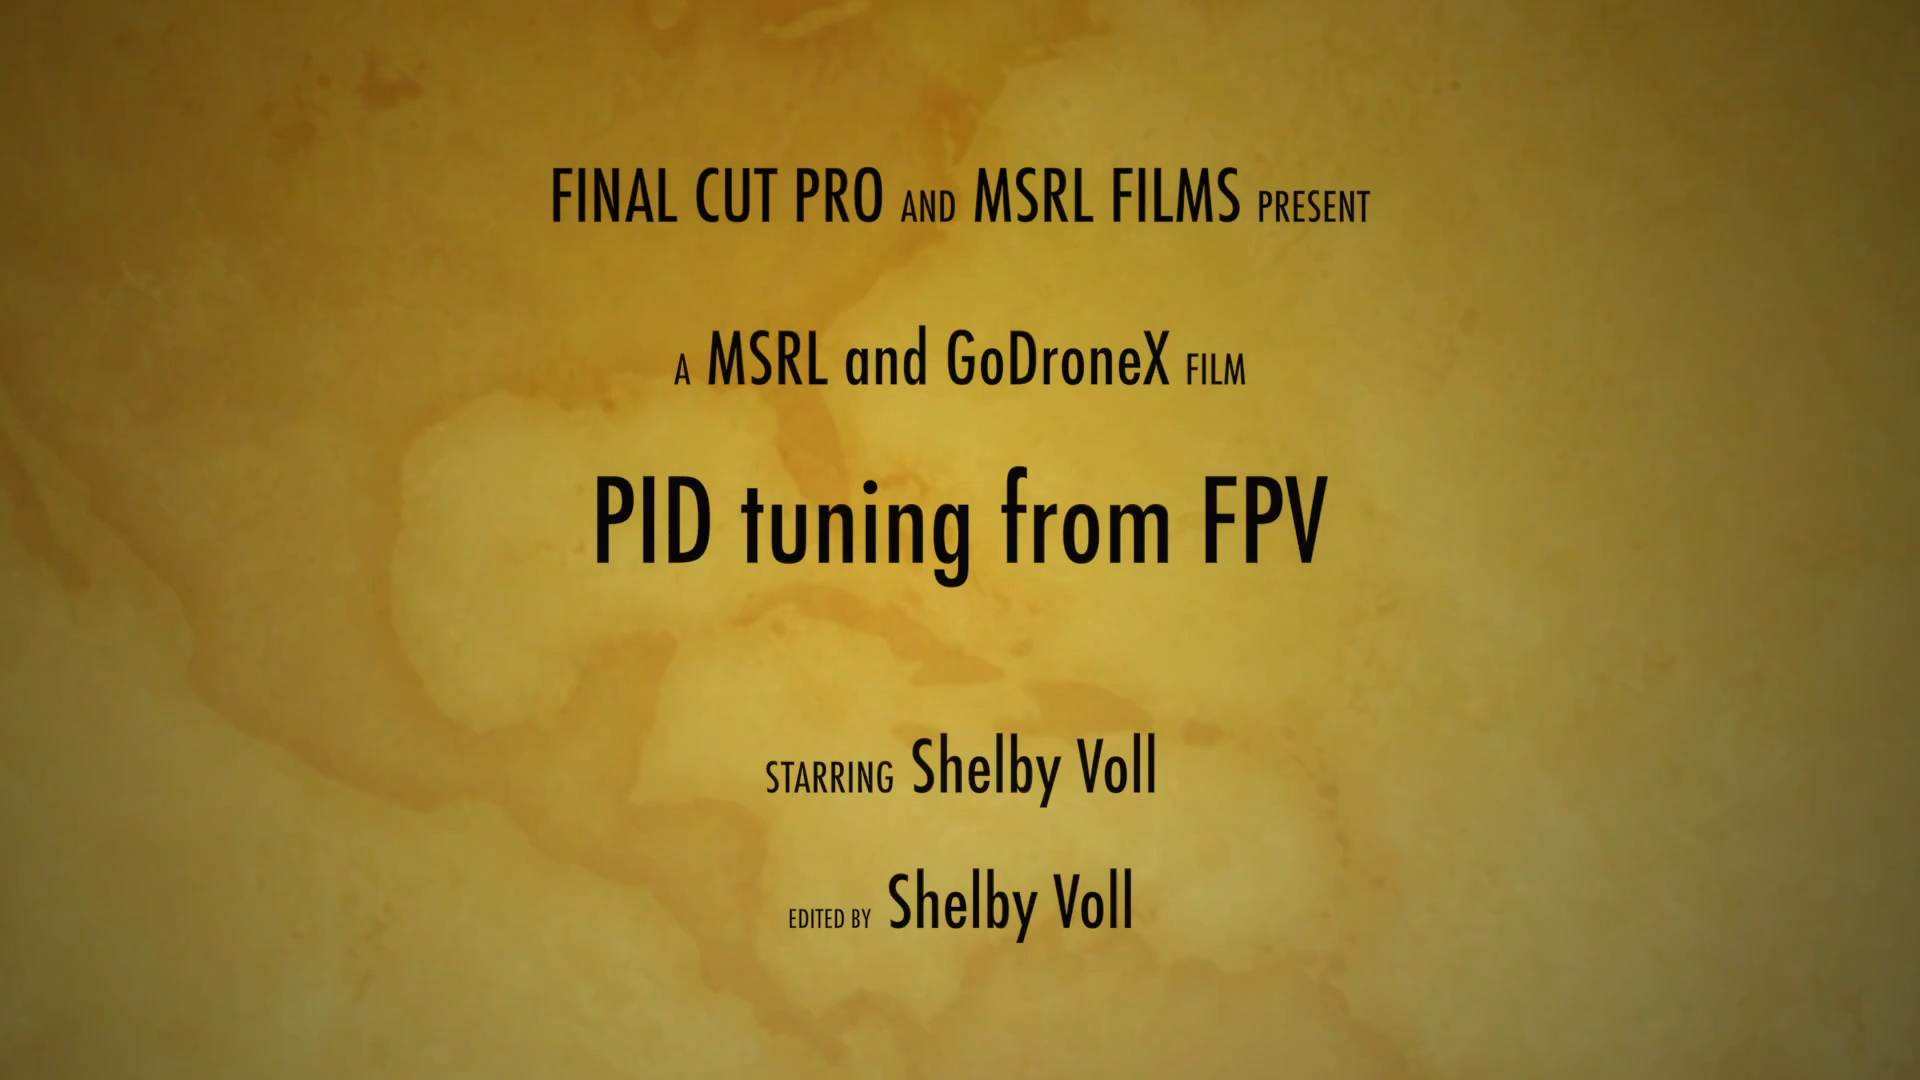 FINAL CUT PRO AND MSRL FILMS PRESENT
A MSRL and GoDroneX FILM
PID tuning from FPV
STARRING Shelby Voll
EDITED BY Shelby Voll